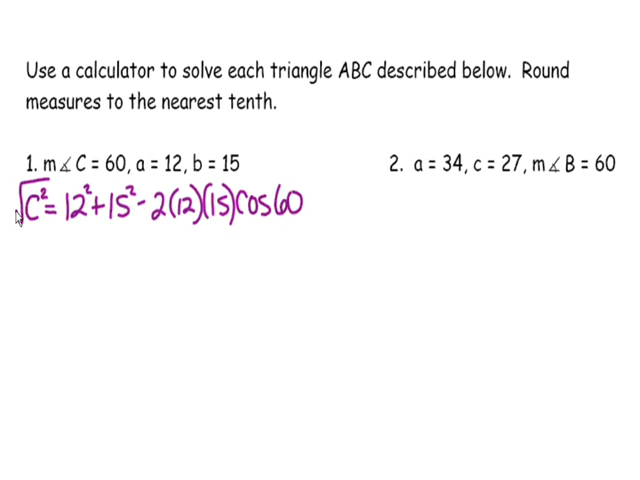 Use a calculator to solve each triangle ABC described below. Round
measures to the nearest tenth.
1. m∡C = 60, a = 12, b = 15
2. a = 34, c = 27, m∡B = 60
√C² = 12² + 15² - 2(12)(15)cos60